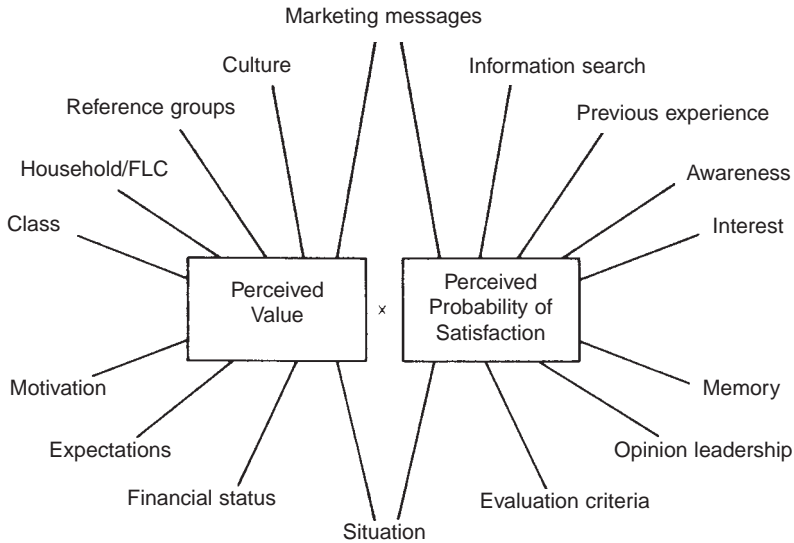 Marketing messages
Culture
Information search
Reference groups
Previous experience
Household/FLC
Awareness
Class
Interest
Perceived
Value
x
Perceived
Probability of
Satisfaction
Motivation
Memory
Expectations
Opinion leadership
Financial status
Evaluation criteria
Situation